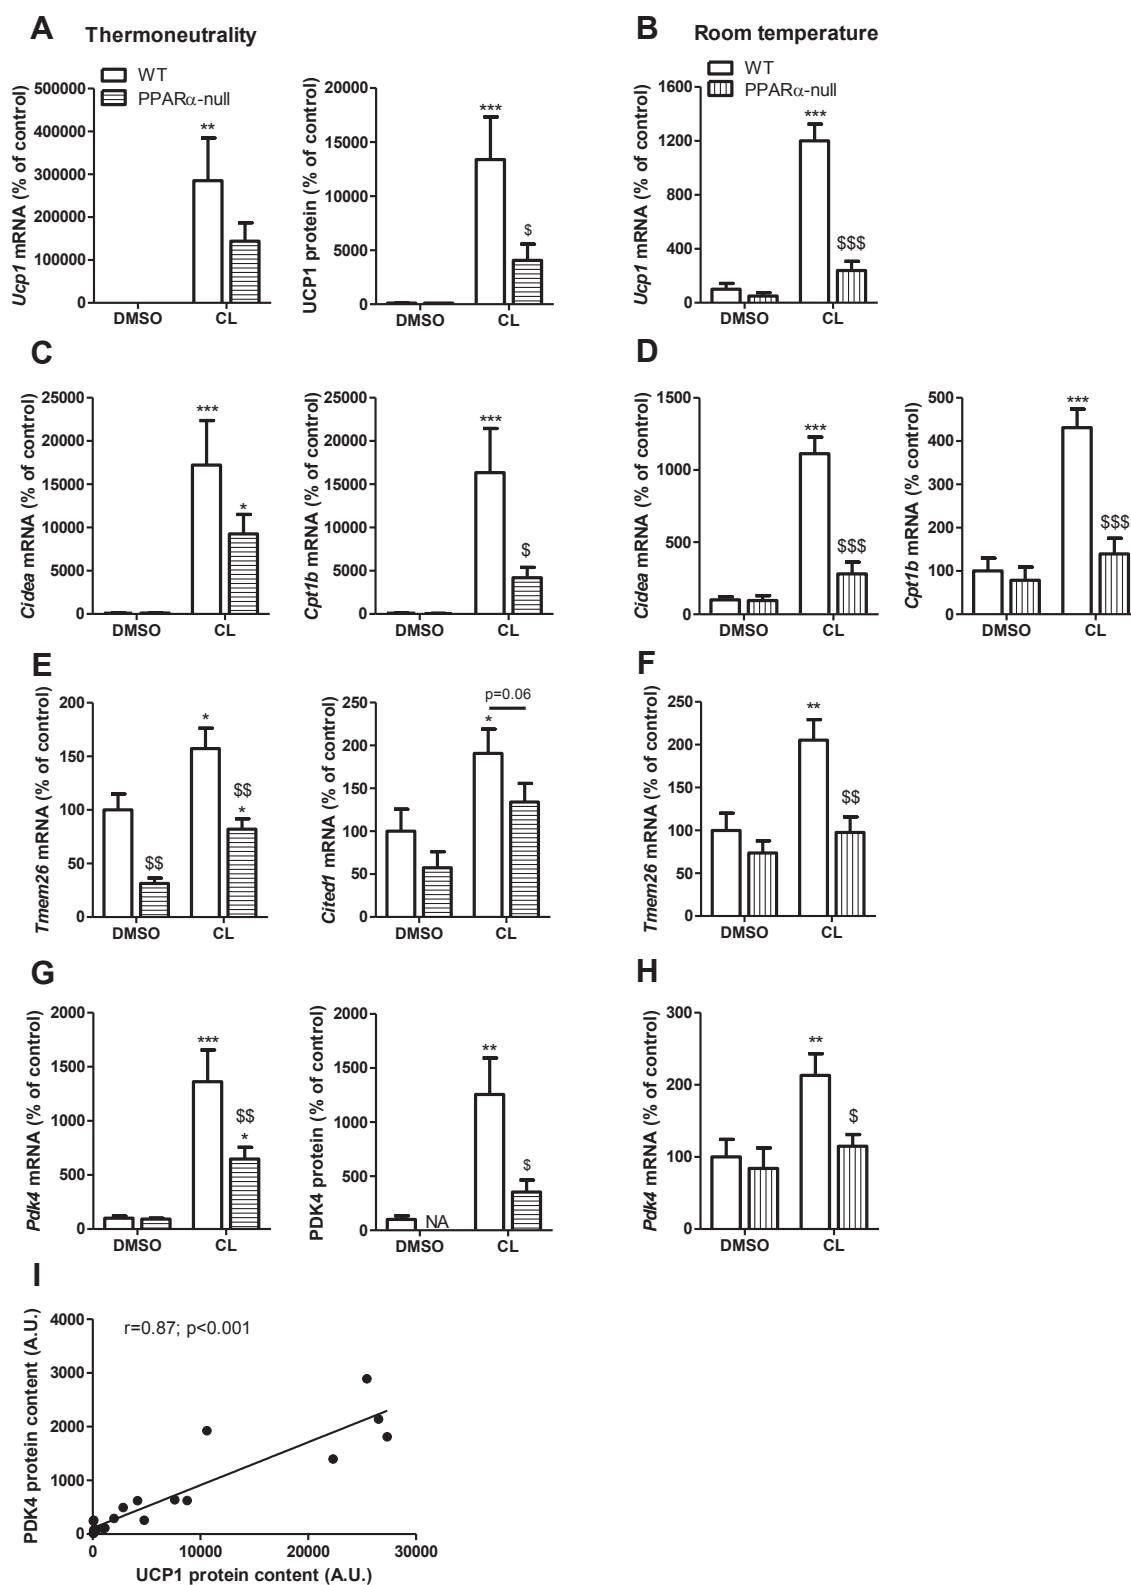 A Thermoneutrality
WT
PPARα-null
Ucp1 mRNA (% of control)
500000
400000
300000
200000
100000
0
**
DMSO CL
UCP1 protein (% of control)
20000
15000
10000
5000
0
***
$
DMSO CL
B Room temperature
WT
PPARα-null
Ucp1 mRNA (% of control)
1600
1200
800
400
0
***
$$$
DMSO CL
C
Cidea mRNA (% of control)
25000
20000
15000
10000
5000
0
***
*
DMSO CL
Cpt1b mRNA (% of control)
25000
20000
15000
10000
5000
0
***
$
DMSO CL
D
Cidea mRNA (% of control)
1500
1000
500
0
***
$$$
DMSO CL
Cpt1b mRNA (% control)
500
400
300
200
100
0
***
$$$
DMSO CL
E
Tmem26 mRNA (% of control)
200
150
100
50
0
$$
*
$$
*
DMSO CL
Cited1 mRNA (% of control)
250
200
150
100
50
0
p=0.06
*
DMSO CL
F
Tmem26 mRNA (% of control)
250
200
150
100
50
0
**
$$
DMSO CL
G
Pdk4 mRNA (% of control)
2000
1500
1000
500
0
***
$$
*
DMSO CL
PDK4 protein (% of control)
2000
1500
1000
500
0
NA
**
$
DMSO CL
H
Pdk4 mRNA (% of control)
300
200
100
0
**
$
DMSO CL
I
PDK4 protein content (A.U.)
4000
3000
2000
1000
0
r=0.87; p<0.001
0 10000 20000 30000
UCP1 protein content (A.U.)